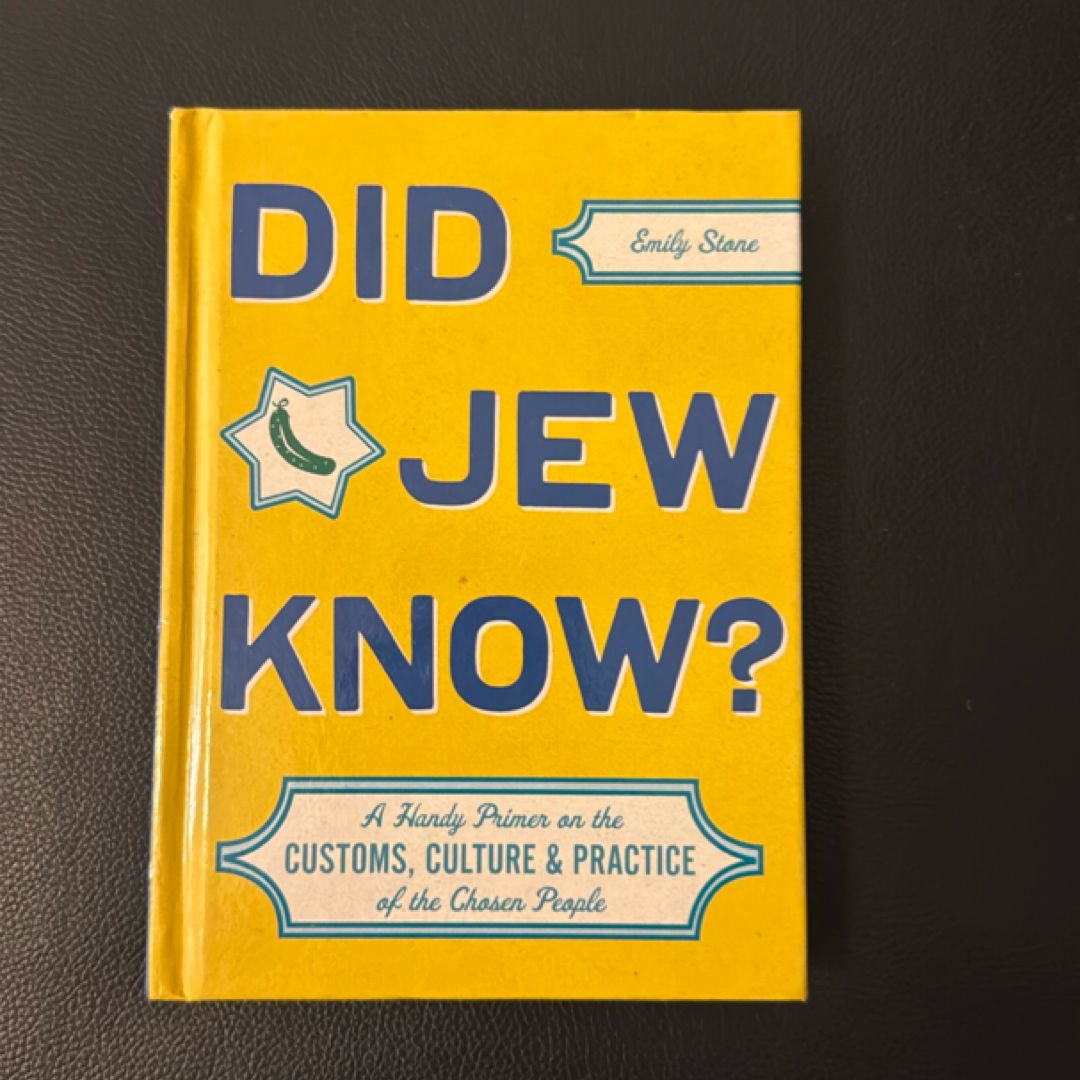 DID
Emily Stone
JEW
KNOW?
A Handy Primer on the
CUSTOMS, CULTURE & PRACTICE
of the Chosen People